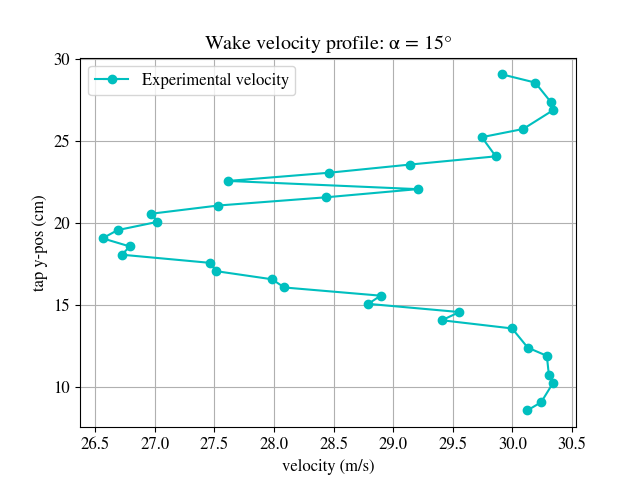 Wake velocity profile: α = 15°
Experimental velocity
tap y-pos (cm)
30
25
20
15
10
26.5 27.0 27.5 28.0 28.5 29.0 29.5 30.0 30.5
velocity (m/s)